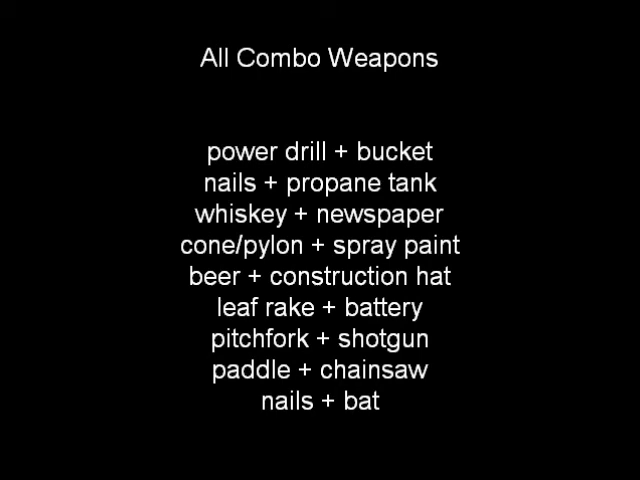 All Combo Weapons
power drill + bucket
nails + propane tank
whiskey + newspaper
cone/pylon + spray paint
beer + construction hat
leaf rake + battery
pitchfork + shotgun
paddle + chainsaw
nails + bat